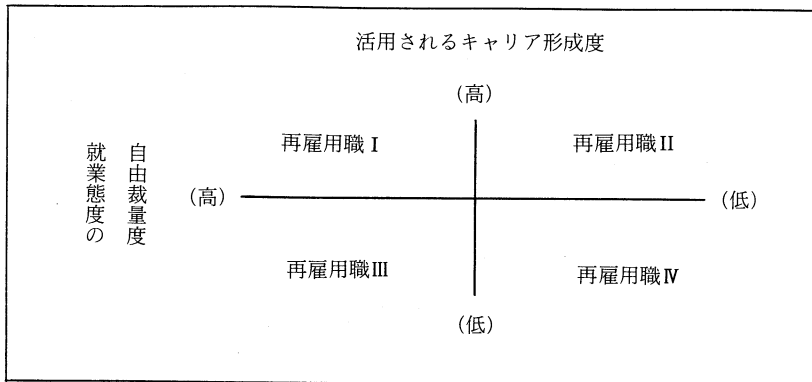 活用されるキャリア形成度
(高)
再雇用職Ⅰ
再雇用職Ⅱ
自由裁量度
就業態度の
(高)
(低)
再雇用職Ⅲ
再雇用職Ⅳ
(低)